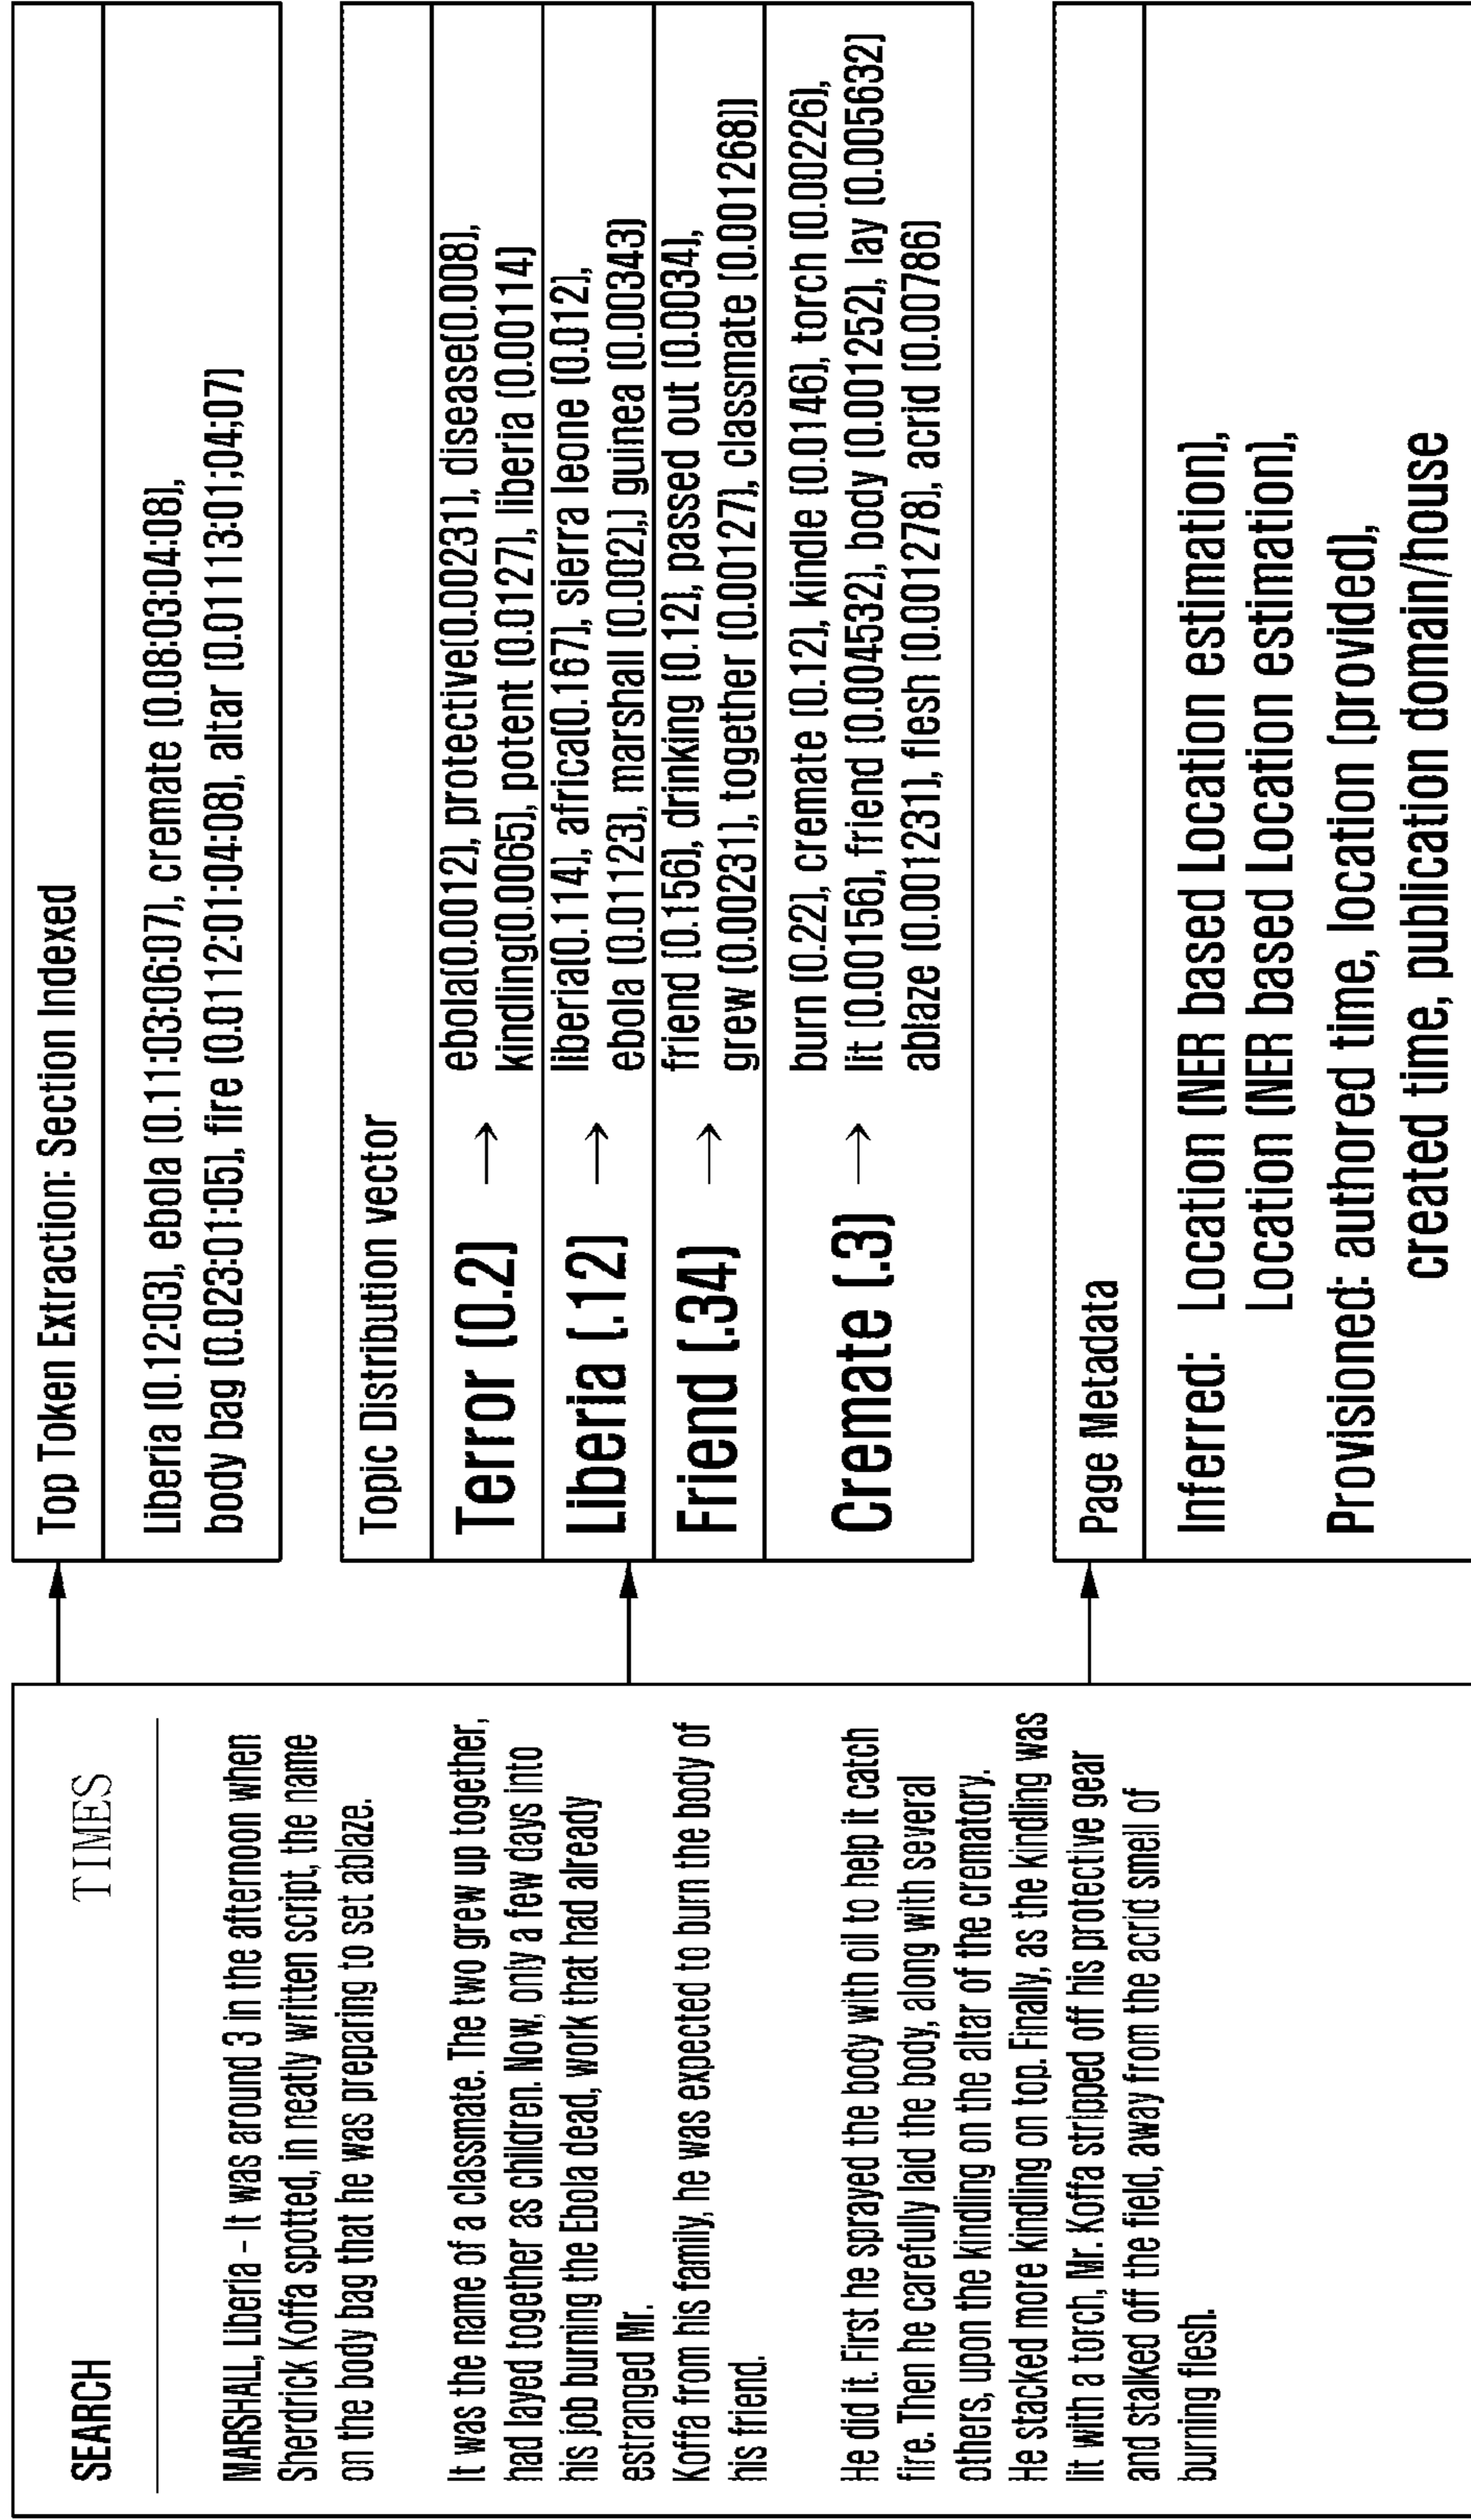 SEARCH TIMES
MARSHALL, Liberia – It was around 3 in the afternoon when
Sherdrick Koffa spotted, in neatly written script, the name
on the body bag that he was preparing to set ablaze.
It was the name of a classmate. The two grew up together,
had layed together as children. Now, only a few days into
his job burning the Ebola dead, work that had already
estranged Mr.
Koffa from his family, he was expected to burn the body of
his friend.
He did it. First he sprayed the body with oil to help it catch
fire. Then he carefully laid the body, along with several
others, upon the kindling on the altar of the crematory.
He stacked more kindling on top. Finally, as the kindling was
lit with a torch, Mr. Koffa stripped off his protective gear
and stalked off the field, away from the acrid smell of
burning flesh.
Top Token Extraction: Section Indexed
Liberia (0.12:03), ebola (0.11:03:06:07), cremate (0.08:03:04:08),
body bag (0.023:01:05), fire (0.0112:01:04:08), altar (0.01113:01;04;07)
Topic Distribution vector
Terror (0.2) → ebola(0.0012), protective(0.00231), disease(0.008),
kindling(0.0065), potent (0.0127), liberia (0.00114)
Liberia (.12) → liberia(0.114), africa(0.167), sierra leone (0.012),
ebola (0.01123), marshall (0.002),) guinea (0.00343)
Friend (.34) → friend (0.156), drinking (0.12), passed out (0.0034),
grew (0.00231), together (0.00127), classmate (0.001268))
Cremate (.3) → burn (0.22), cremate (0.12), kindle (0.0146), torch (0.00226),
lit (0.00156), friend (0.004532), body (0.001252), lay (0.005632)
ablaze (0.001231), flesh (0.001278), acrid (0.00786)
Page Metadata
Inferred: Location (NER based Location estimation),
Location (NER based Location estimation),
Provisioned: authored time, location (provided),
created time, publication domain/house